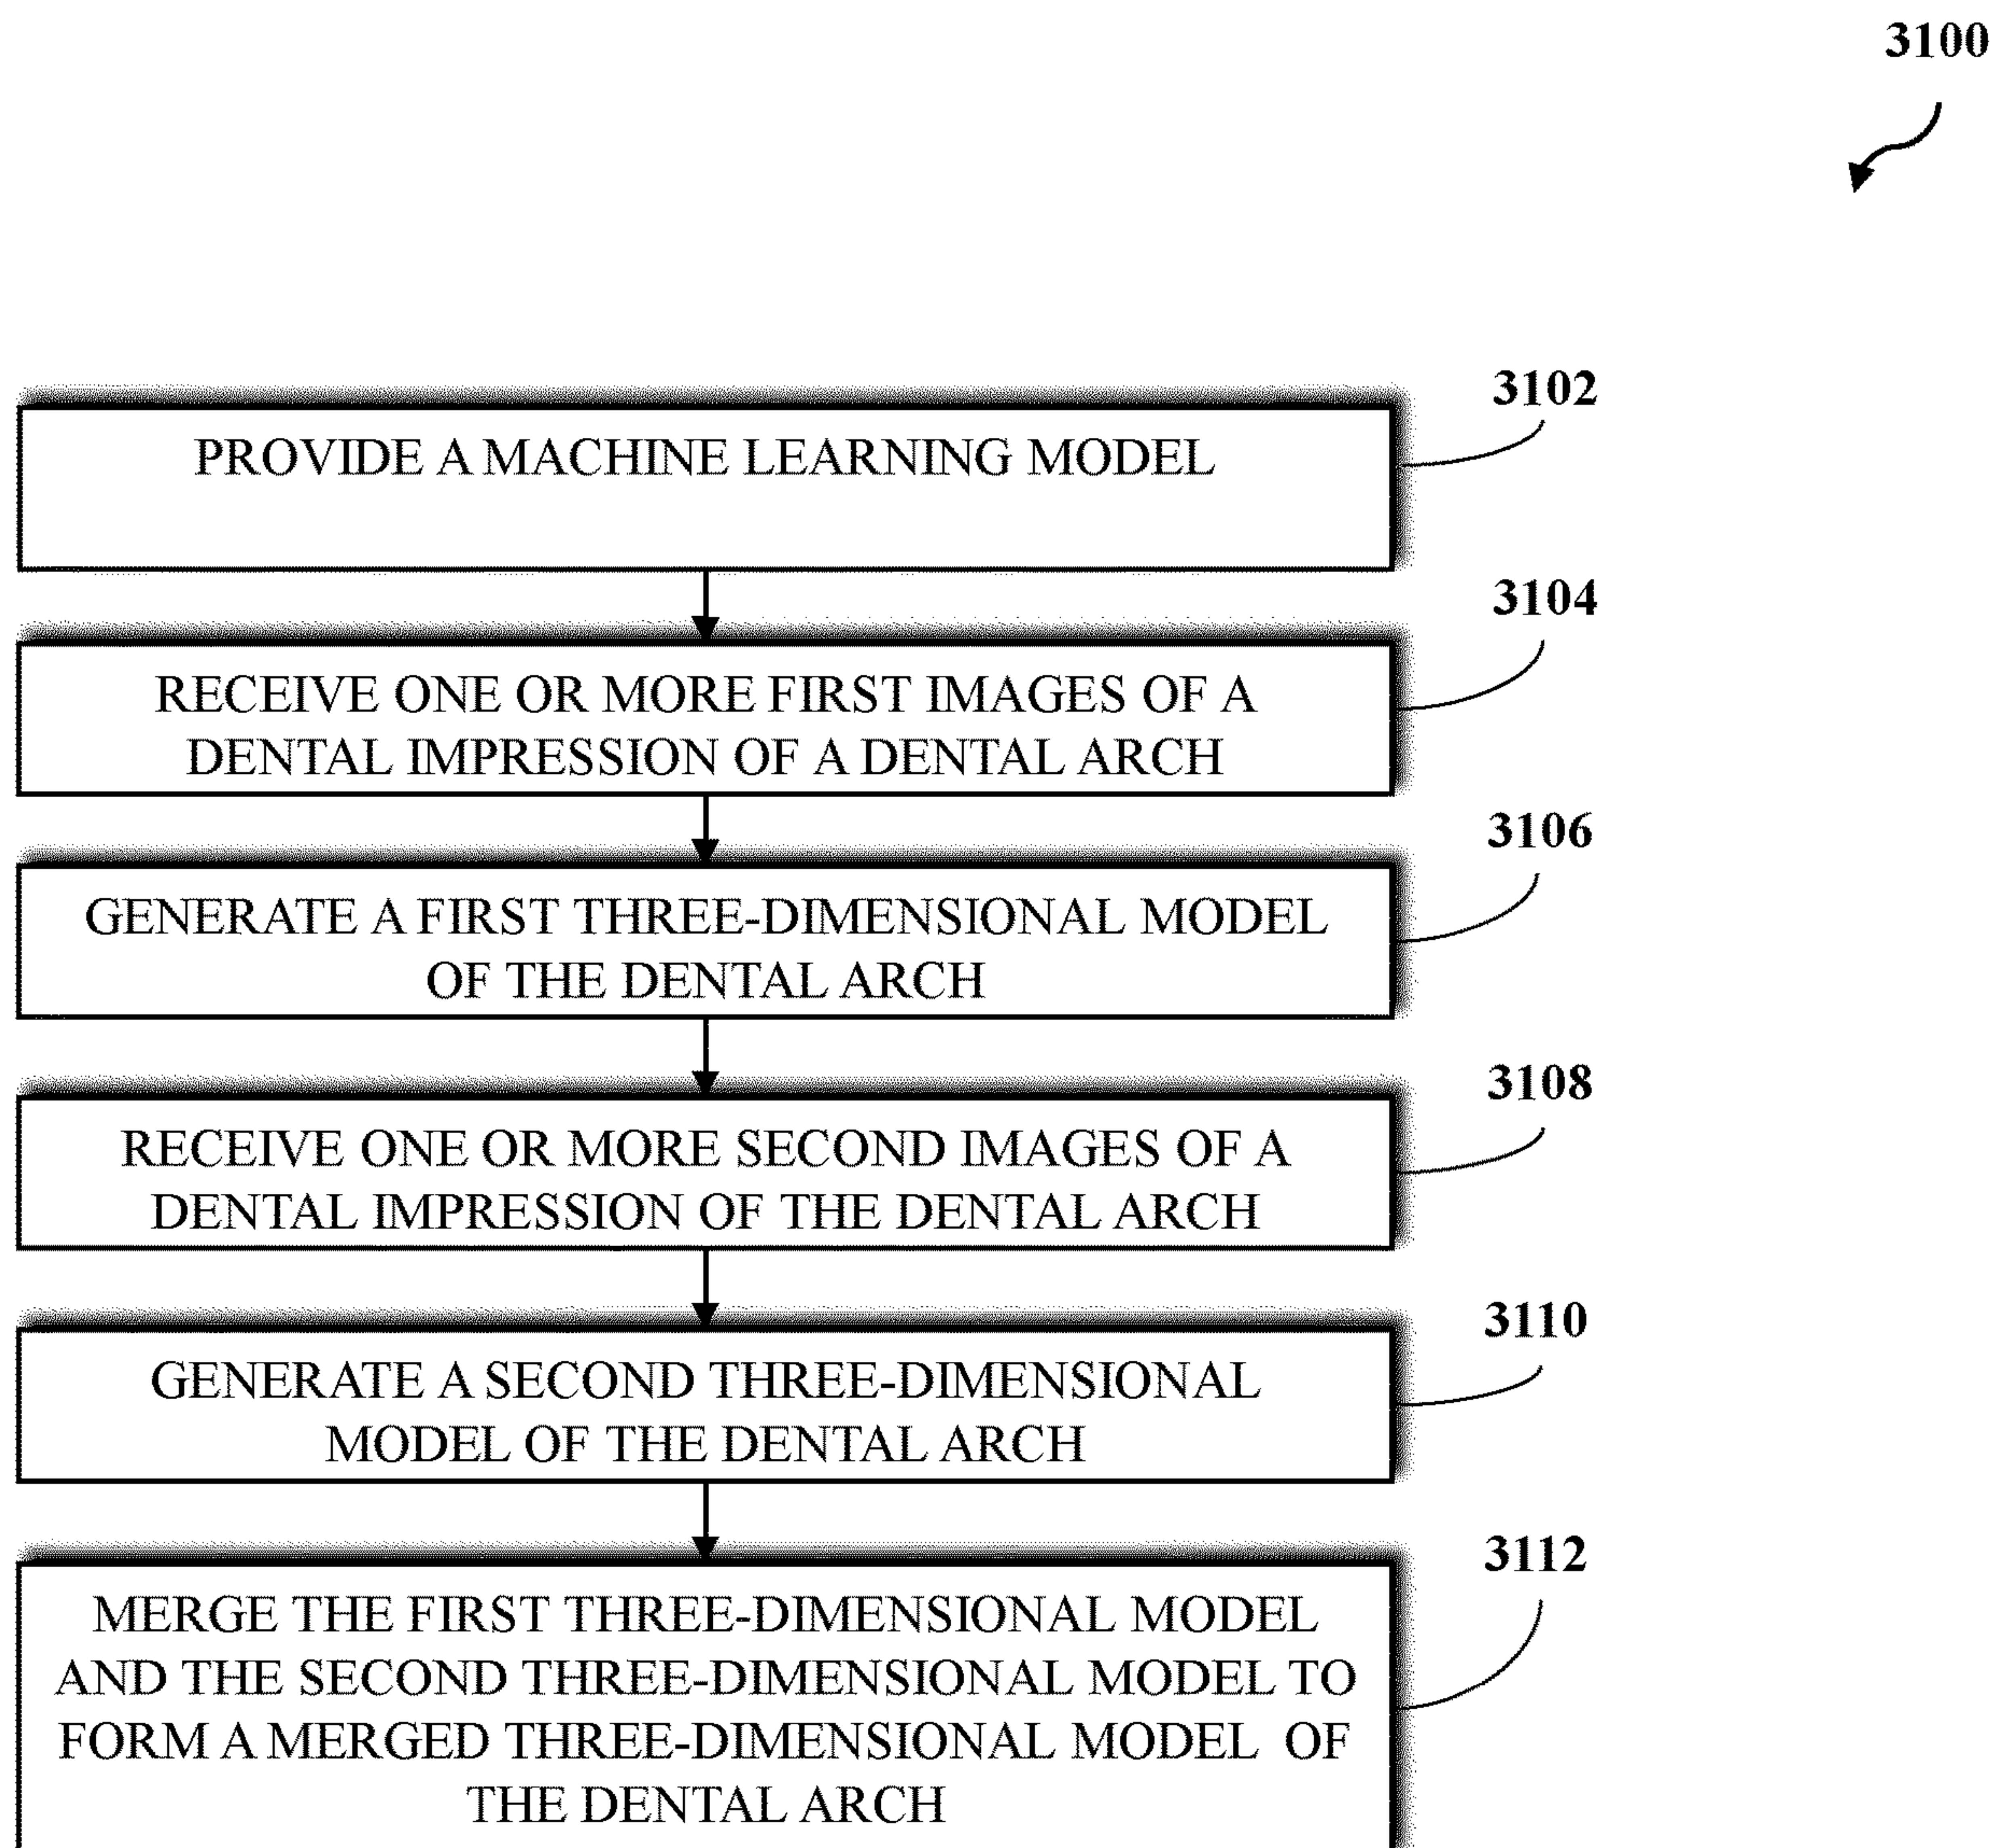 3100
3102
PROVIDE A MACHINE LEARNING MODEL
3104
RECEIVE ONE OR MORE FIRST IMAGES OF A
DENTAL IMPRESSION OF A DENTAL ARCH
3106
GENERATE A FIRST THREE-DIMENSIONAL MODEL
OF THE DENTAL ARCH
3108
RECEIVE ONE OR MORE SECOND IMAGES OF A
DENTAL IMPRESSION OF THE DENTAL ARCH
3110
GENERATE A SECOND THREE-DIMENSIONAL
MODEL OF THE DENTAL ARCH
3112
MERGE THE FIRST THREE-DIMENSIONAL MODEL
AND THE SECOND THREE-DIMENSIONAL MODEL TO
FORM A MERGED THREE-DIMENSIONAL MODEL OF
THE DENTAL ARCH